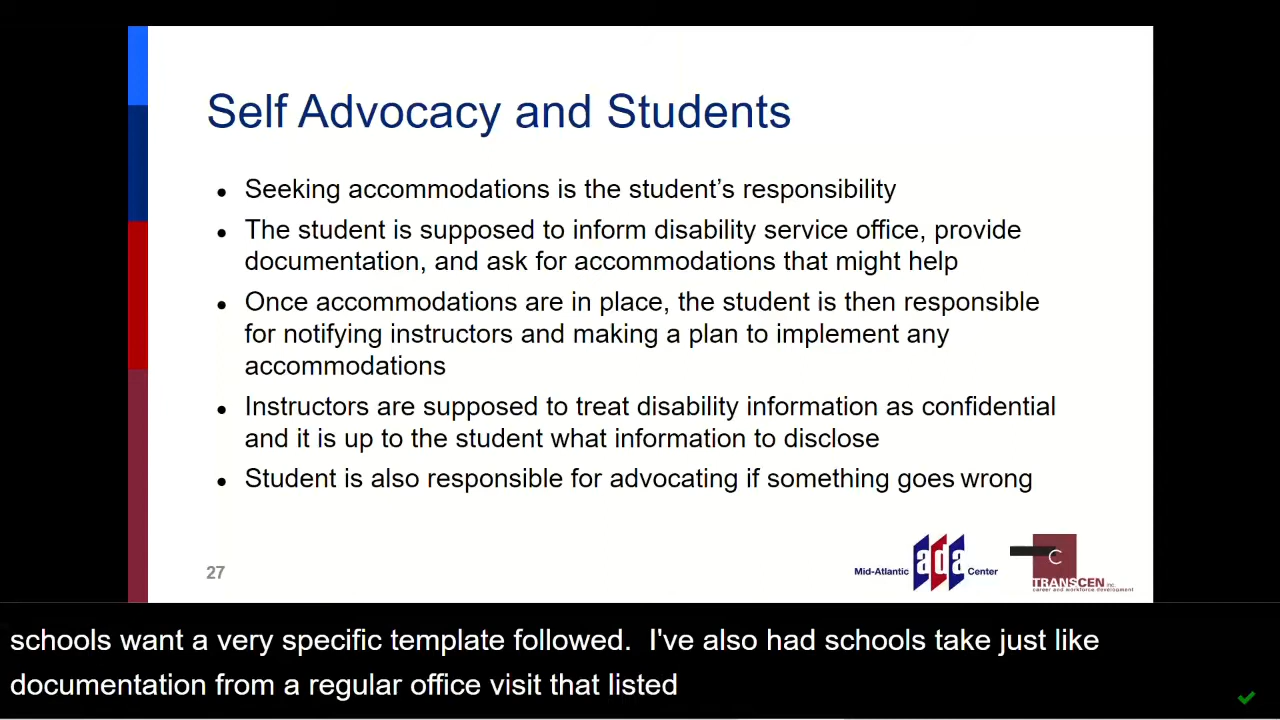 Self Advocacy and Students
• Seeking accommodations is the student's responsibility
• The student is supposed to inform disability service office, provide
documentation, and ask for accommodations that might help
• Once accommodations are in place, the student is then responsible
for notifying instructors and making a plan to implement any
accommodations
• Instructors are supposed to treat disability information as confidential
and it is up to the student what information to disclose
• Student is also responsible for advocating if something goes wrong
27
Mid-Atlantic ada Center
C
TRANSCEN inc.
career and workforce development
schools want a very specific template followed.  I've also had schools take just like
documentation from a regular office visit that listed